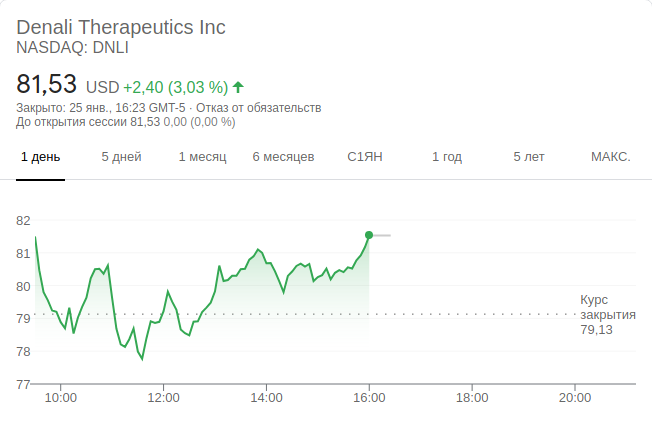 Denali Therapeutics Inc
NASDAQ: DNLI
81,53 USD +2,40 (3,03 %)
Закрыто: 25 янв., 16:23 GMT-5 · Отказ от обязательств
До открытия сессии 81,53 0,00 (0,00 %)
1 день 5 дней 1 месяц 6 месяцев С1ЯН 1 год 5 лет МАКС.
82
81
80
79
78
77
Курс
закрытия
79,13
10:00 12:00 14:00 16:00 18:00 20:00